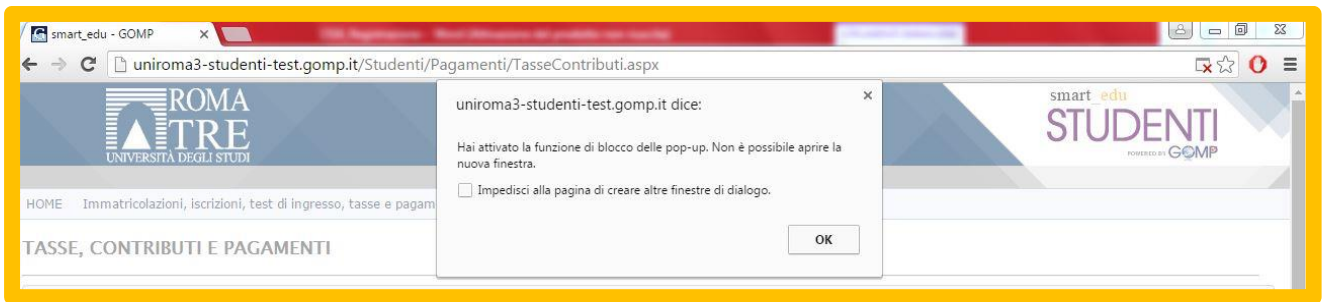 smart_edu - GOMP
uniroma3-studenti-test.gomp.it/Studenti/Pagamenti/TasseContributi.aspx
ROMA
TRE
UNIVERSITÀ DEGLI STUDI
uniroma3-studenti-test.gomp.it dice:
Hai attivato la funzione di blocco delle pop-up. Non è possibile aprire la
nuova finestra.
Impedisci alla pagina di creare altre finestre di dialogo.
OK
smart_edu
STUDENTI
POWERED BY GOMP
HOME Immatricolazioni, iscrizioni, test di ingresso, tasse e pagam
TASSE, CONTRIBUTI E PAGAMENTI